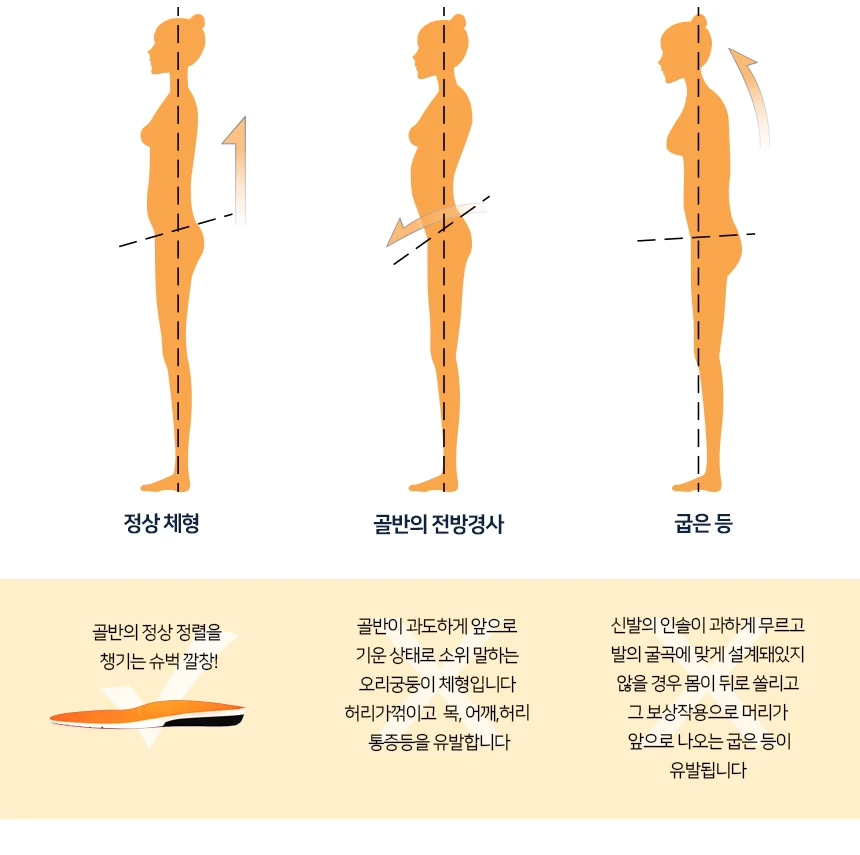 정상 체형
골반의 전방경사
굽은 등
골반의 정상 정렬을
챙기는 슈벅 깔창!
골반이 과도하게 앞으로
기운 상태로 소위 말하는
오리궁둥이 체형입니다
허리가꺾이고 목, 어깨,허리
통증등을 유발합니다
신발의 인솔이 과하게 무르고
발의 굴곡에 맞게 설계돼있지
않을 경우 몸이 뒤로 쏠리고
그 보상작용으로 머리가
앞으로 나오는 굽은 등이
유발됩니다